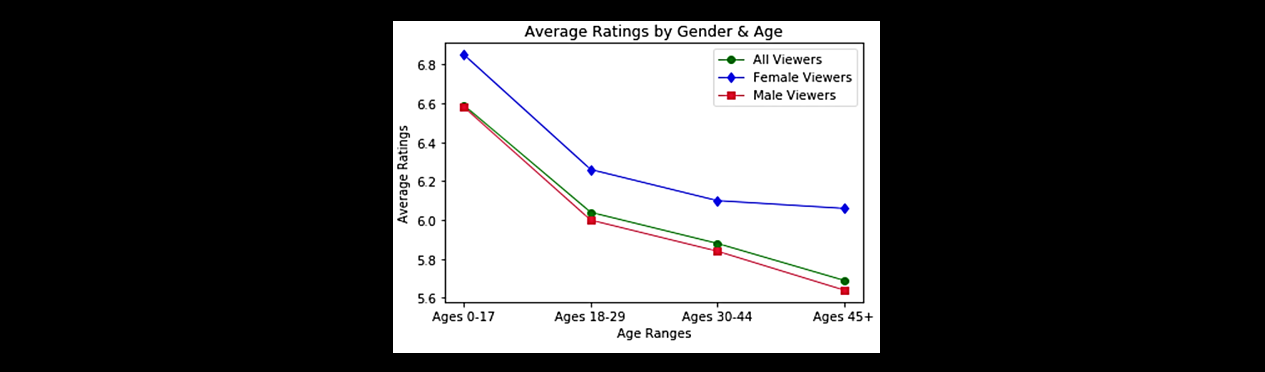 Average Ratings by Gender & Age
All Viewers
Female Viewers
Male Viewers
Average Ratings
6.8
6.6
6.4
6.2
6.0
5.8
5.6
Ages 0-17 Ages 18-29 Ages 30-44 Ages 45+
Age Ranges